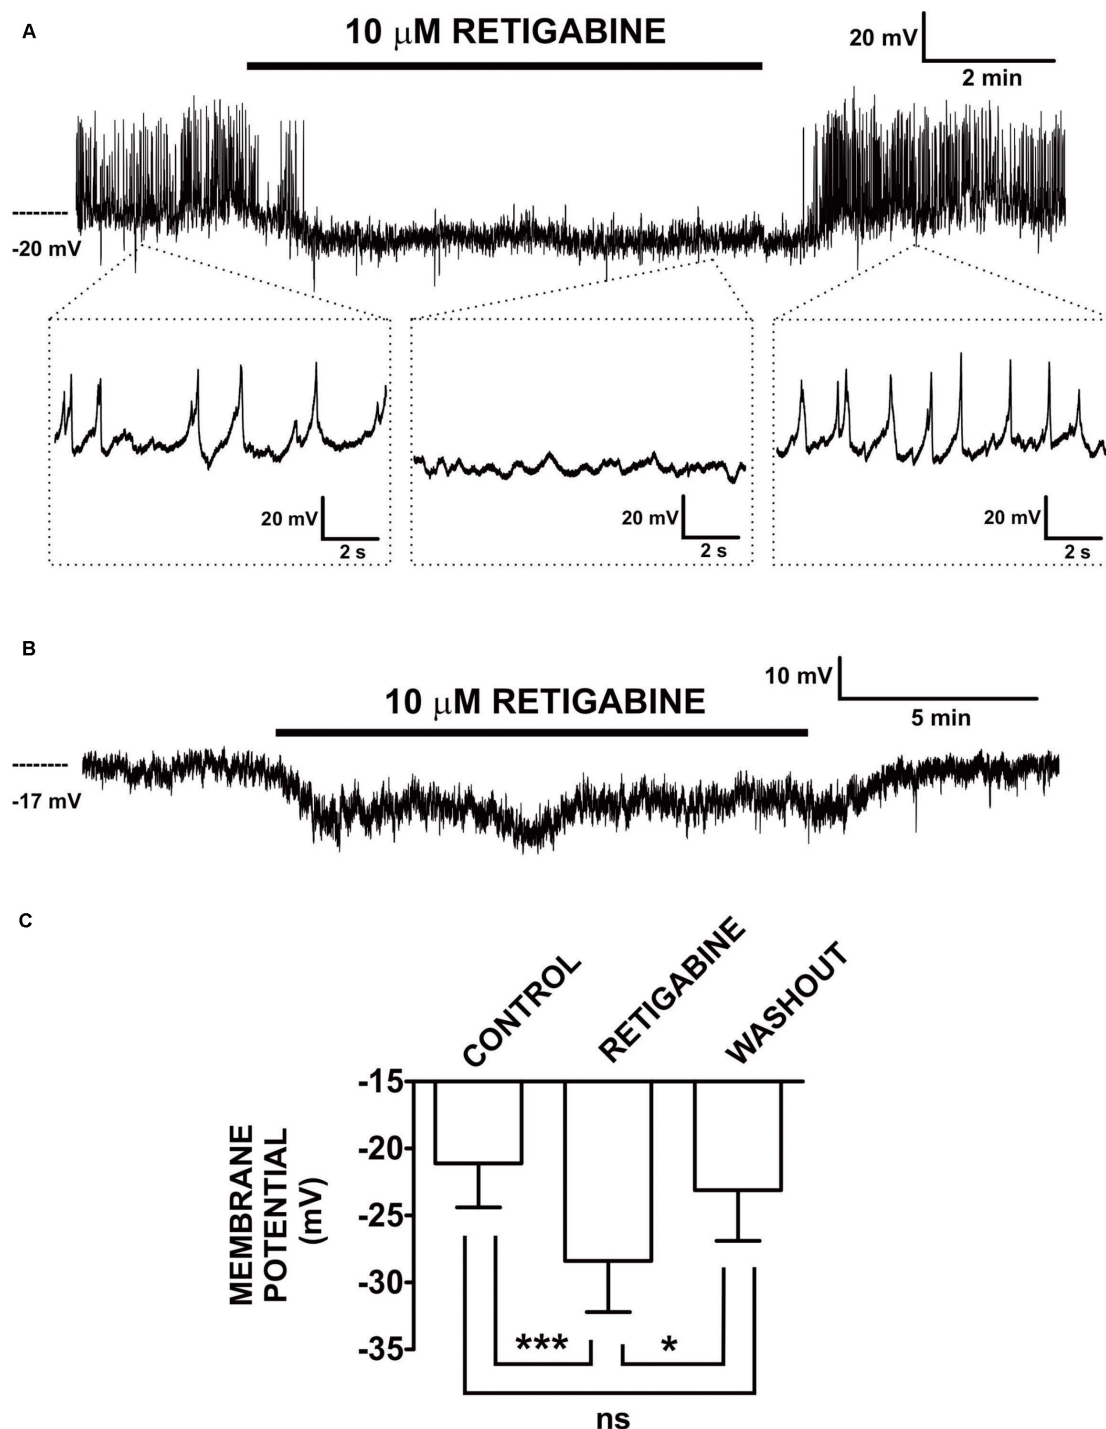 A
10 μM RETIGABINE
20 mV
2 min
-20 mV
20 mV
2 s
20 mV
2 s
20 mV
2 s
B
10 μM RETIGABINE
10 mV
5 min
-17 mV
C
CONTROL
RETIGABINE
WASHOUT
-15
-20
-25
-30
-35
MEMBRANE
POTENTIAL
(mV)
***
*
ns